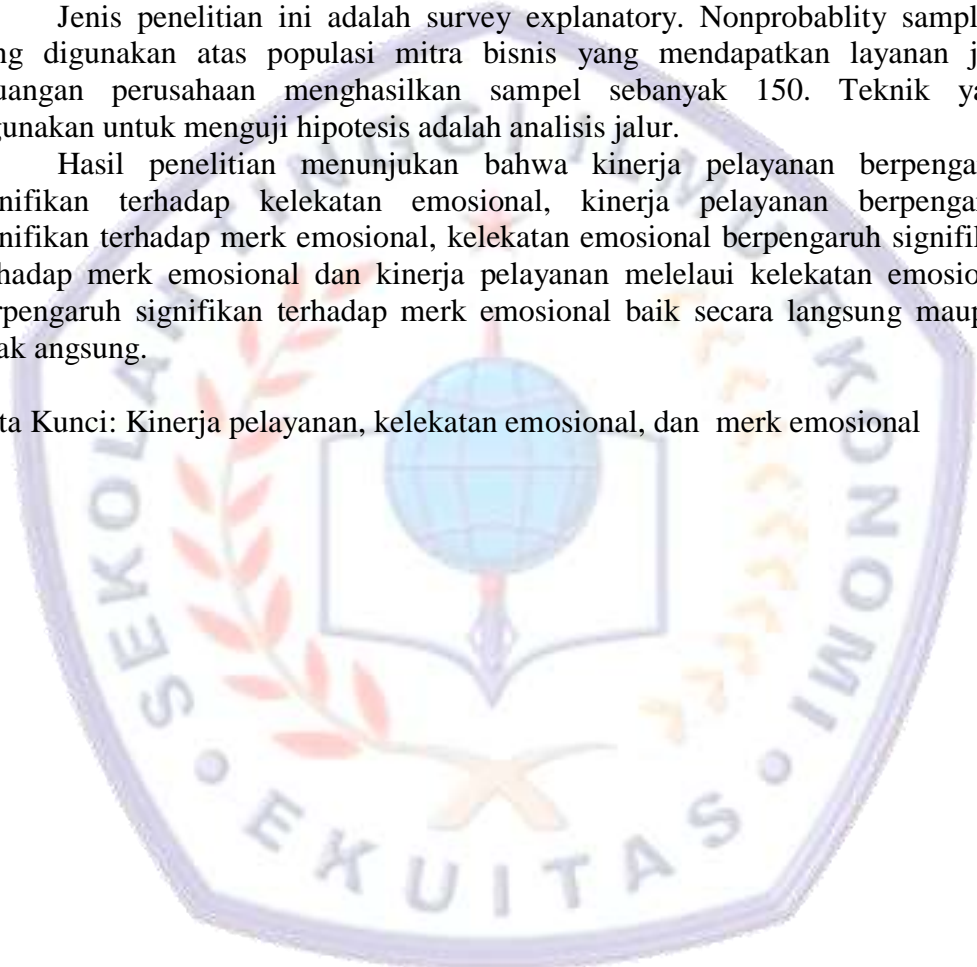 Jenis penelitian ini adalah survey explanatory. Nonprobablity sampl
ng digunakan atas populasi mitra bisnis yang mendapatkan layanan j
uangan perusahaan menghasilkan sampel sebanyak 150. Teknik ya
gunakan untuk menguji hipotesis adalah analisis jalur.
Hasil penelitian menunjukan bahwa kinerja pelayanan berpenga
nifikan terhadap kelekatan emosional, kinerja pelayanan berpenga
nifikan terhadap merk emosional, kelekatan emosional berpengaruh signifi
hadap merk emosional dan kinerja pelayanan melelaui kelekatan emosio
rpengaruh signifikan terhadap merk emosional baik secara langsung maup
ak angsung.
ta Kunci: Kinerja pelayanan, kelekatan emosional, dan merk emosional
SEKOLAH TINGGI ILMU EKONOMI
• EKUITAS •